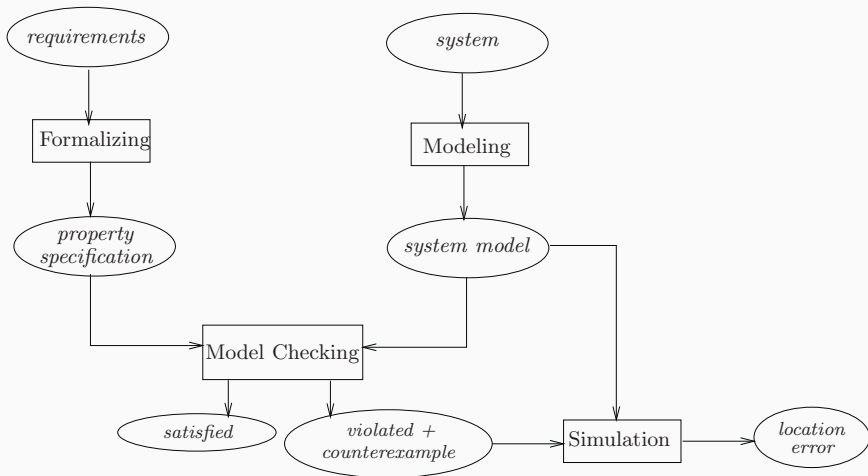 requirements
system
Formalizing
Modeling
property
specification
system model
Model Checking
satisfied
violated +
counterexample
Simulation
location
error